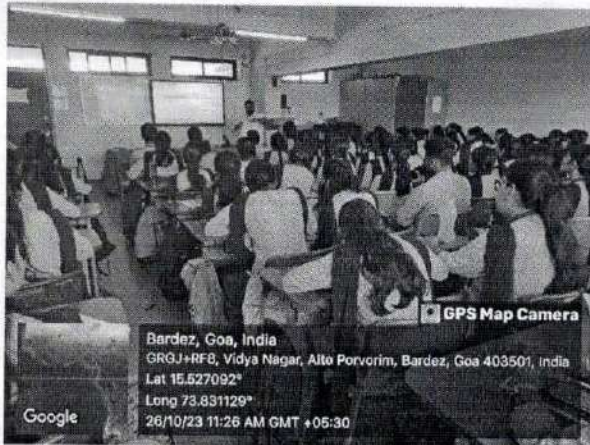 GPS Map Camera
Bardez, Goa, India
GRGJ+RF8, Vidya Nagar, Alto Porvorim, Bardez, Goa 403501, India
Lat 15.527092°
Long 73.831129°
26/10/23 11:26 AM GMT +05:30
Google